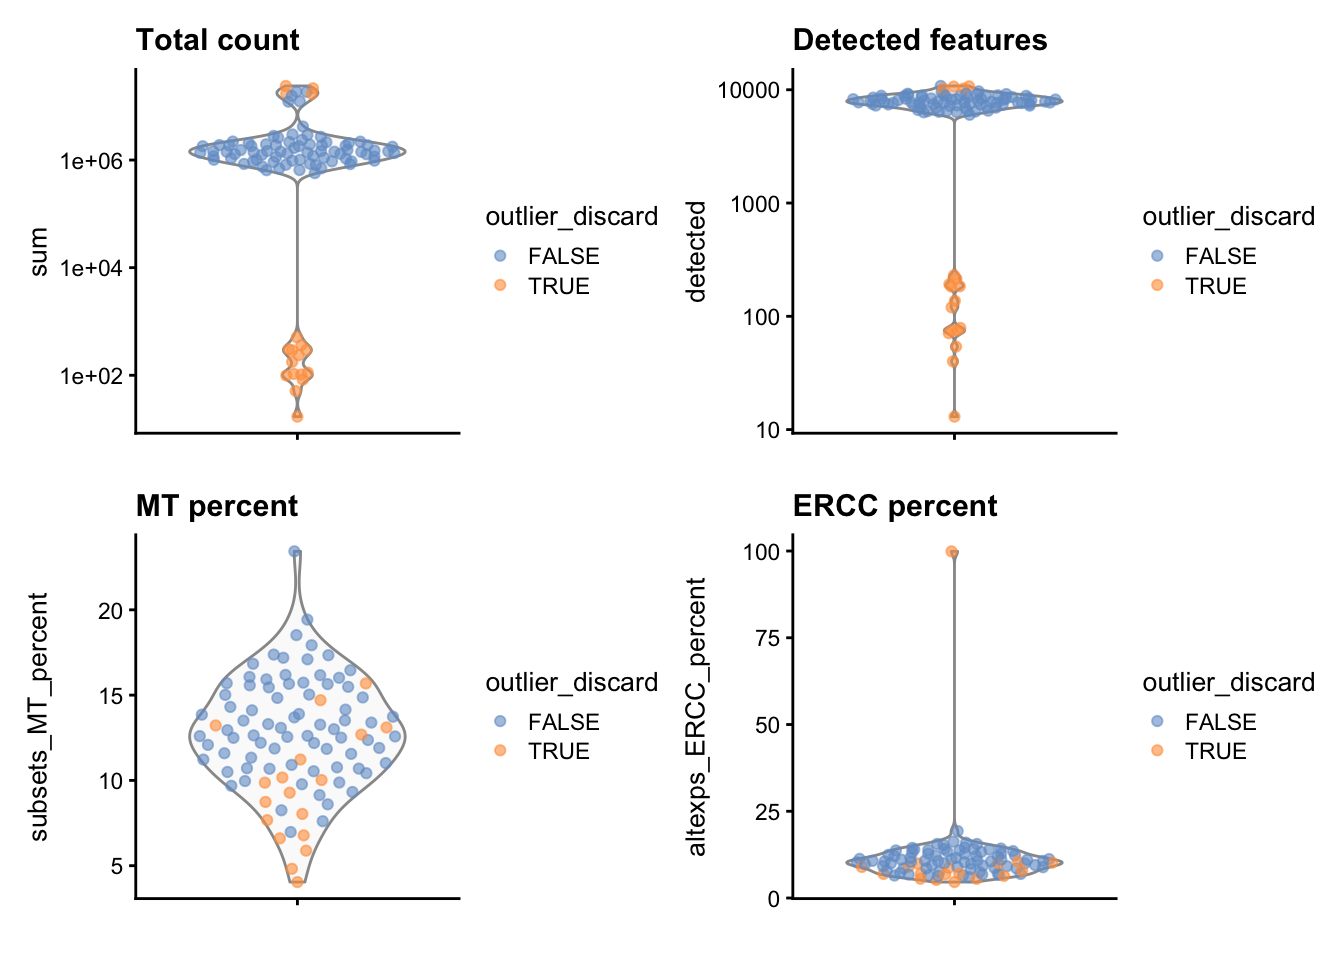 Total count
sum
1e+06
1e+04
1e+02
outlier_discard
FALSE
TRUE
Detected features
detected
10000
1000
100
10
outlier_discard
FALSE
TRUE
MT percent
subsets_MT_percent
20
15
10
5
outlier_discard
FALSE
TRUE
ERCC percent
altexps_ERCC_percent
100
75
50
25
0
outlier_discard
FALSE
TRUE